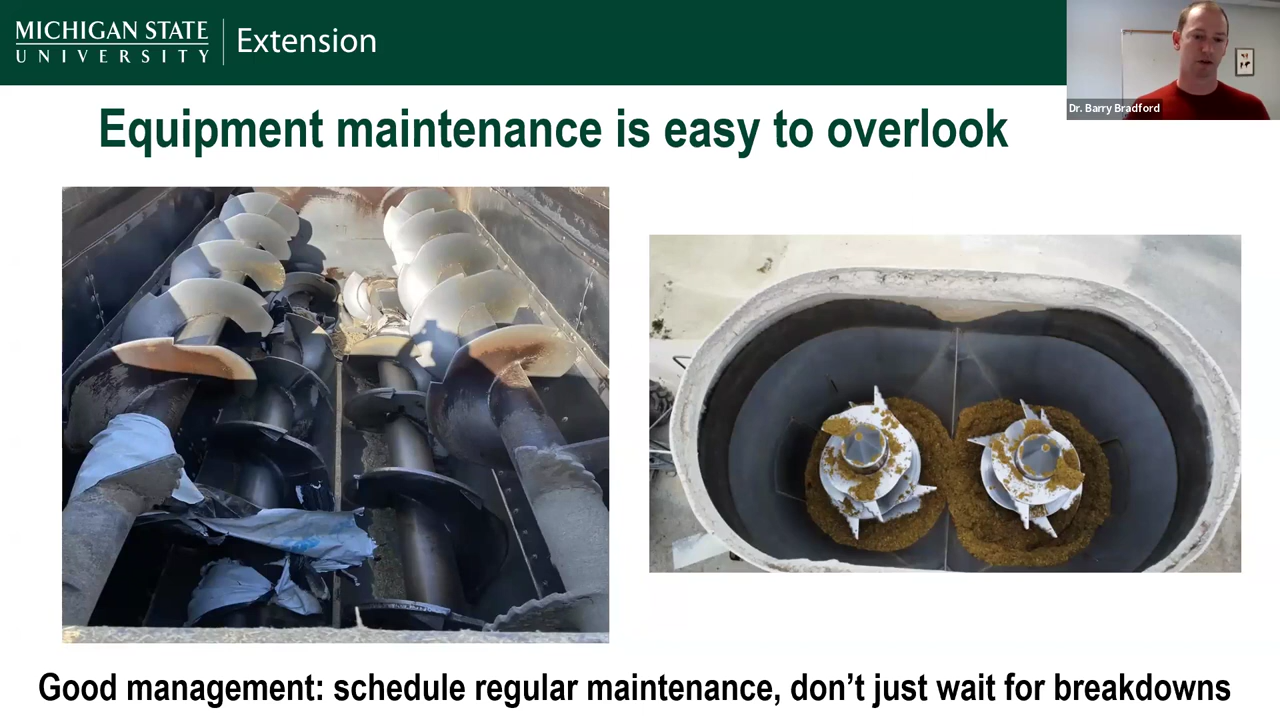 MICHIGAN STATE
UNIVERSITY
Extension
Dr. Barry Bradford
Equipment maintenance is easy to overlook
Good management: schedule regular maintenance, don’t just wait for breakdowns